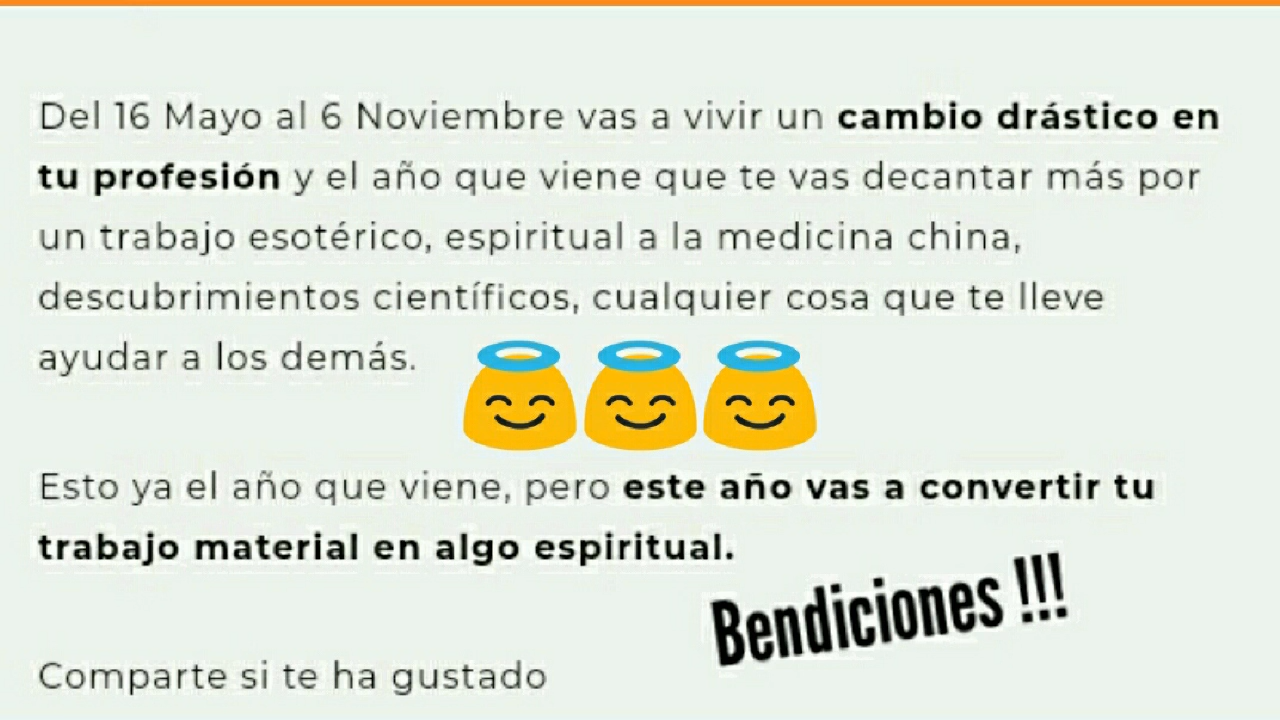 Del 16 Mayo al 6 Noviembre vas a vivir un cambio drástico en
tu profesión y el año que viene que te vas decantar más por
un trabajo esotérico, espiritual a la medicina china,
descubrimientos científicos, cualquier cosa que te lleve
ayudar a los demás.
Esto ya el año que viene, pero este año vas a convertir tu
trabajo material en algo espiritual.
Bendiciones !!!
Comparte si te ha gustado